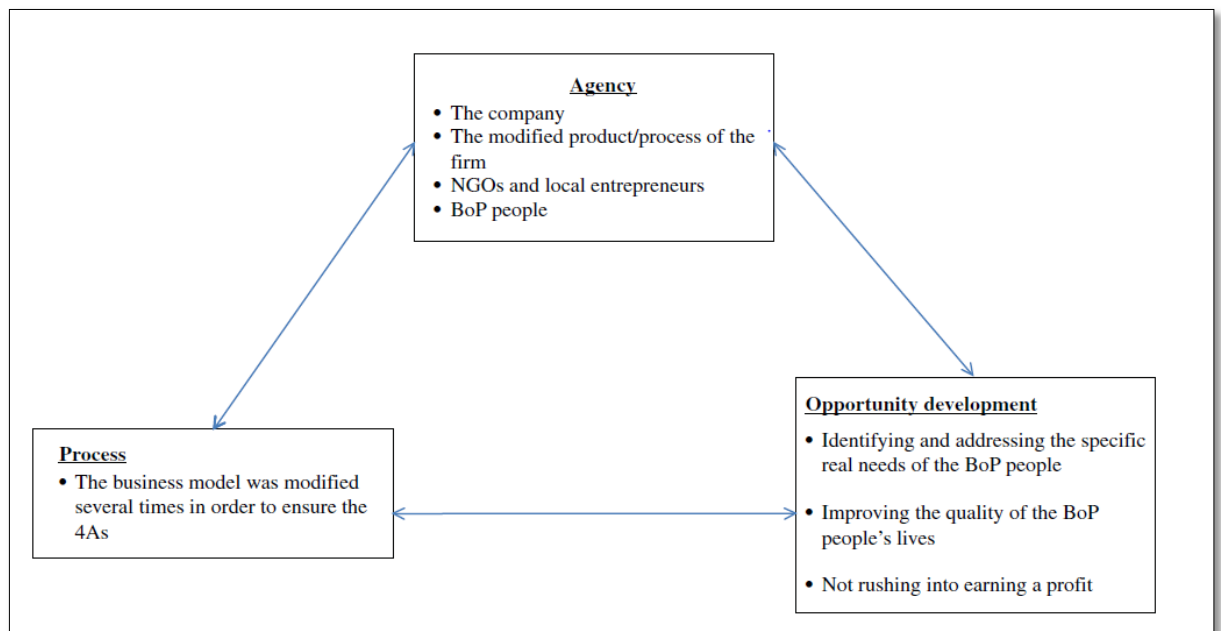 Agency
• The company
• The modified product/process of the
firm
• NGOs and local entrepreneurs
• BoP people
Process
• The business model was modified
several times in order to ensure the
4As
Opportunity development
• Identifying and addressing the specific
real needs of the BoP people
• Improving the quality of the BoP
people’s lives
• Not rushing into earning a profit